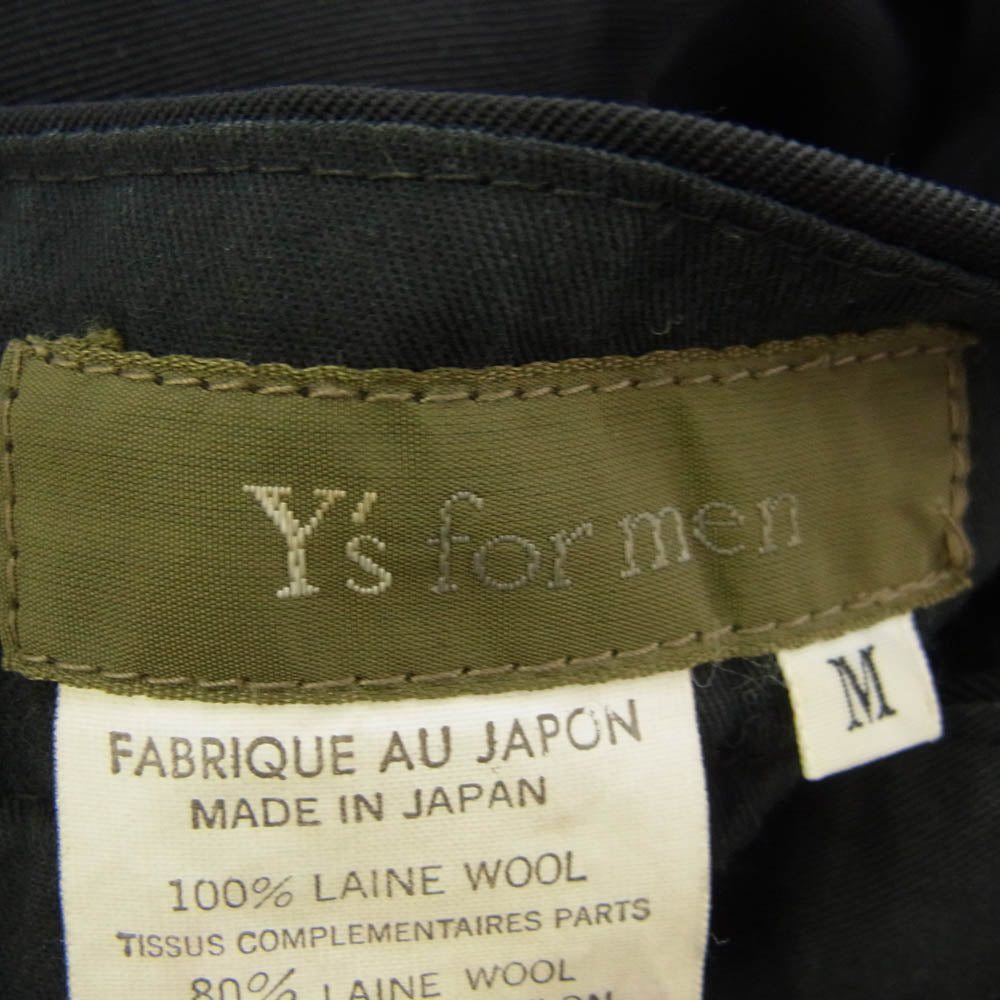 Y's for men
M
FABRIQUE AU JAPON
MADE IN JAPAN
100% LAINE WOOL
TISSUS COMPLEMENTAIRES PARTS
80% LAINE WOOL